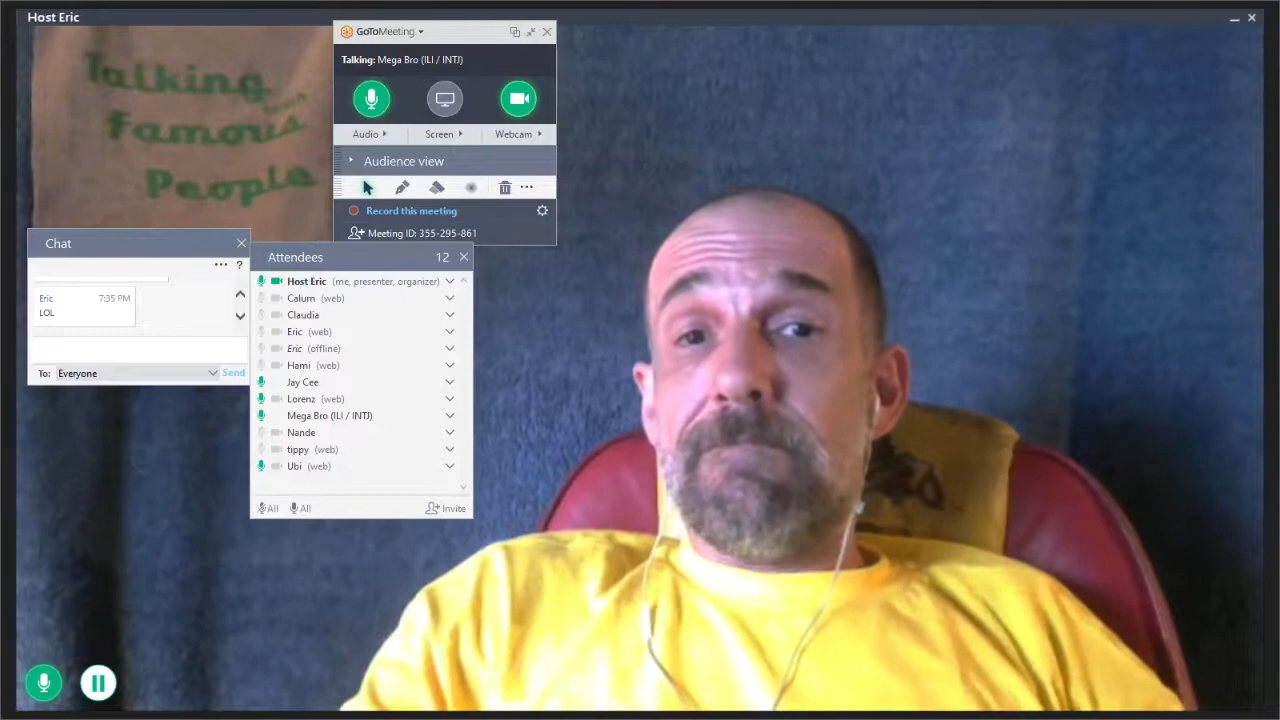 Host Eric
Talking
Famous
People
GoToMeeting
Talking: Mega Bro (ILI / INTJ)
Audio
Screen
Webcam
Audience view
Record this meeting
Meeting ID: 355-295-861
Chat
?
Eric 7:35 PM
LOL
To: Everyone
Send
Attendees 12
Host Eric (me, presenter, organizer)
Calum (web)
Claudia
Eric (web)
Eric (offline)
Hami (web)
Jay Cee
Lorenz (web)
Mega Bro (ILI / INTJ)
Nande
tippy (web)
Ubi (web)
All
All
Invite